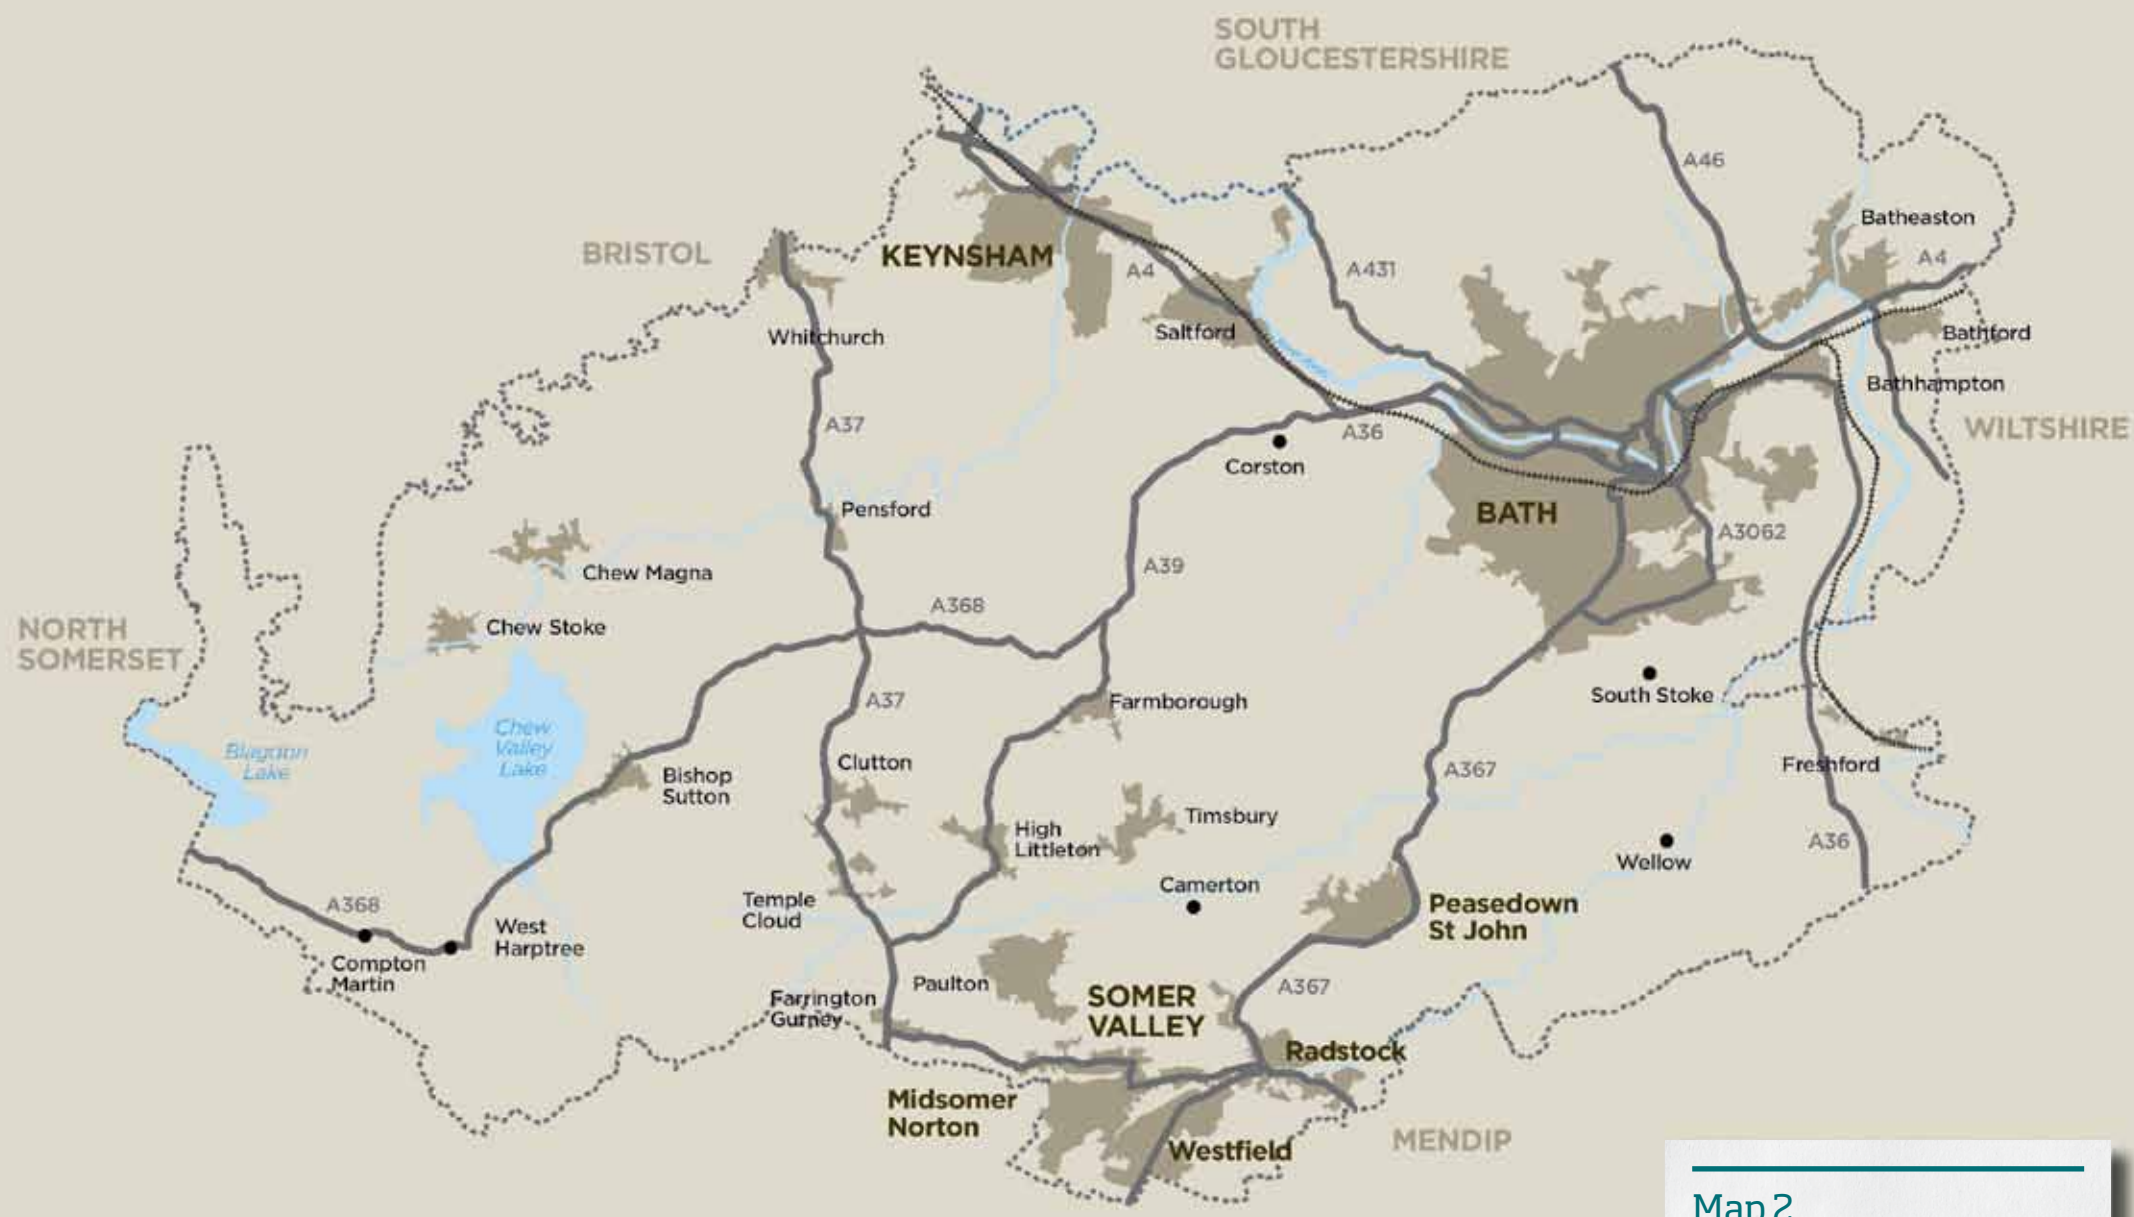 SOUTH
GLOUCESTERSHIRE
A46
Batheaston
BRISTOL
KEYNSHAM
A4
A431
A4
Whitchurch
Saltford
Bathford
Bathhampton
A37
A36
WILTSHIRE
Corston
Pensford
BATH
A3062
Chew Magna
A39
A368
Chew Stoke
NORTH
SOMERSET
South Stoke
A37
Farmborough
Chew
Valley
Lake
Blagdon
Lake
Clutton
A367
Freshford
Bishop
Sutton
High
Littleton
Timsbury
A36
Wellow
Camerton
Temple
Cloud
A368
Peasedown
St John
West
Harptree
Compton
Martin
Paulton
A367
Farrington
Gurney
SOMER
VALLEY
Radstock
Midsomer
Norton
MENDIP
Westfield
Map 2